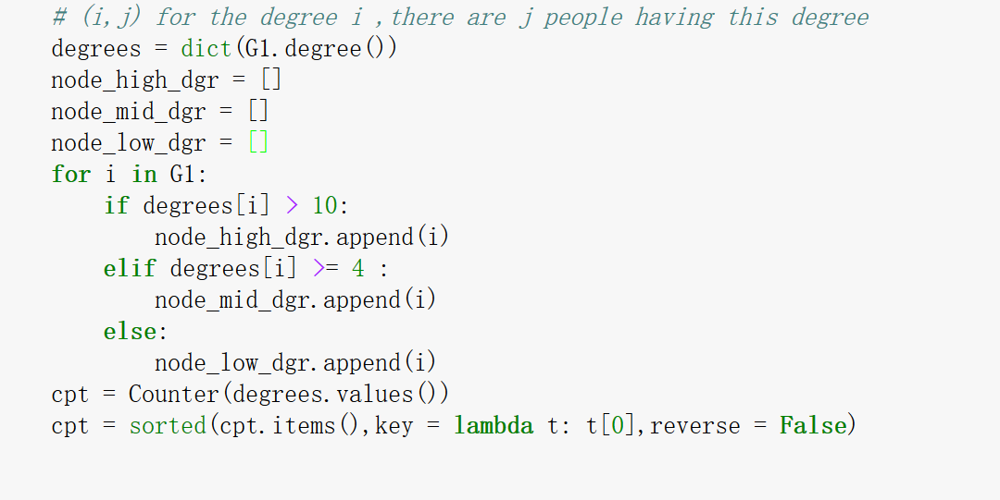 # (i, j) for the degree i , there are j people having this degree
degrees = dict(G1.degree())
node_high_dgr = []
node_mid_dgr = []
node_low_dgr = []
for i in G1:
    if degrees[i] > 10:
        node_high_dgr.append(i)
    elif degrees[i] >= 4 :
        node_mid_dgr.append(i)
    else:
        node_low_dgr.append(i)
cpt = Counter(degrees.values())
cpt = sorted(cpt.items(),key = lambda t: t[0],reverse = False)